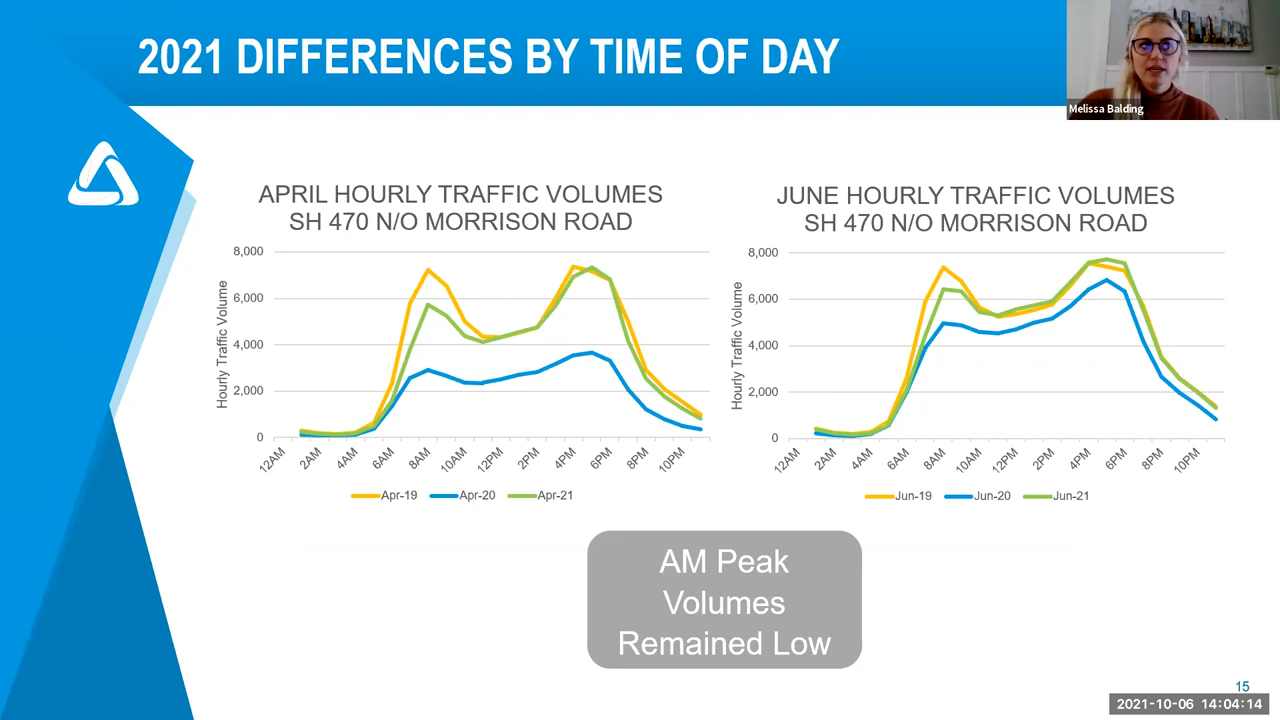 2021 DIFFERENCES BY TIME OF DAY
Melissa Balding
APRIL HOURLY TRAFFIC VOLUMES
SH 470 N/O MORRISON ROAD
Hourly Traffic Volume
8,000
6,000
4,000
2,000
0
12AM 2AM 4AM 6AM 8AM 10AM 12PM 2PM 4PM 6PM 8PM 10PM
Apr-19 Apr-20 Apr-21
JUNE HOURLY TRAFFIC VOLUMES
SH 470 N/O MORRISON ROAD
Hourly Traffic Volume
8,000
6,000
4,000
2,000
0
12AM 2AM 4AM 6AM 8AM 10AM 12PM 2PM 4PM 6PM 8PM 10PM
Jun-19 Jun-20 Jun-21
AM Peak
Volumes
Remained Low
15
2021-10-06 14:04:14